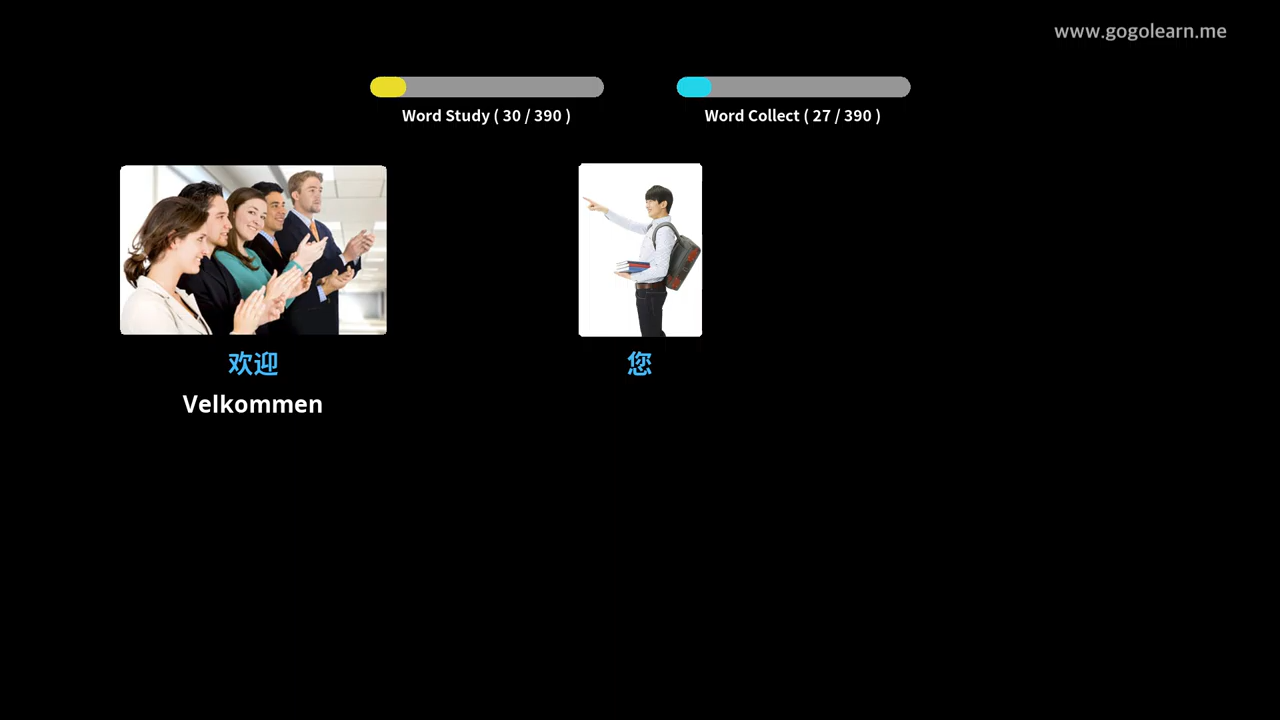 www.gogolearn.me
Word Study ( 30 / 390 )
Word Collect ( 27 / 390 )
欢迎
您
Velkommen